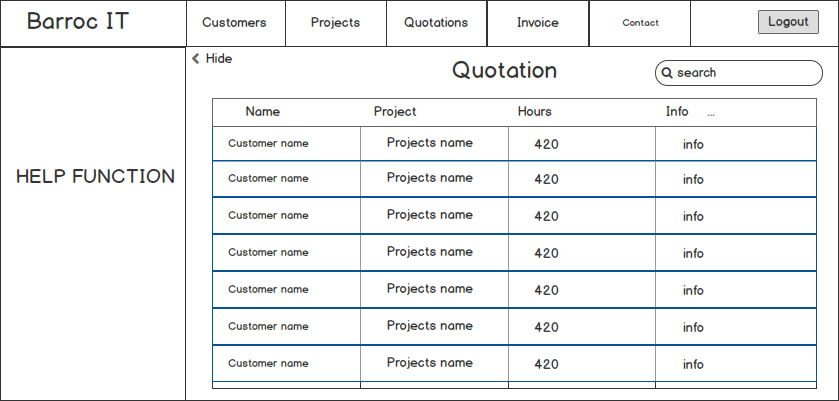 Barroc IT Customers Projects Quotations Invoice Contact Logout
Hide
Quotation
search
HELP FUNCTION
Name Project Hours Info ...
Customer name Projects name 420 info
Customer name Projects name 420 info
Customer name Projects name 420 info
Customer name Projects name 420 info
Customer name Projects name 420 info
Customer name Projects name 420 info
Customer name Projects name 420 info